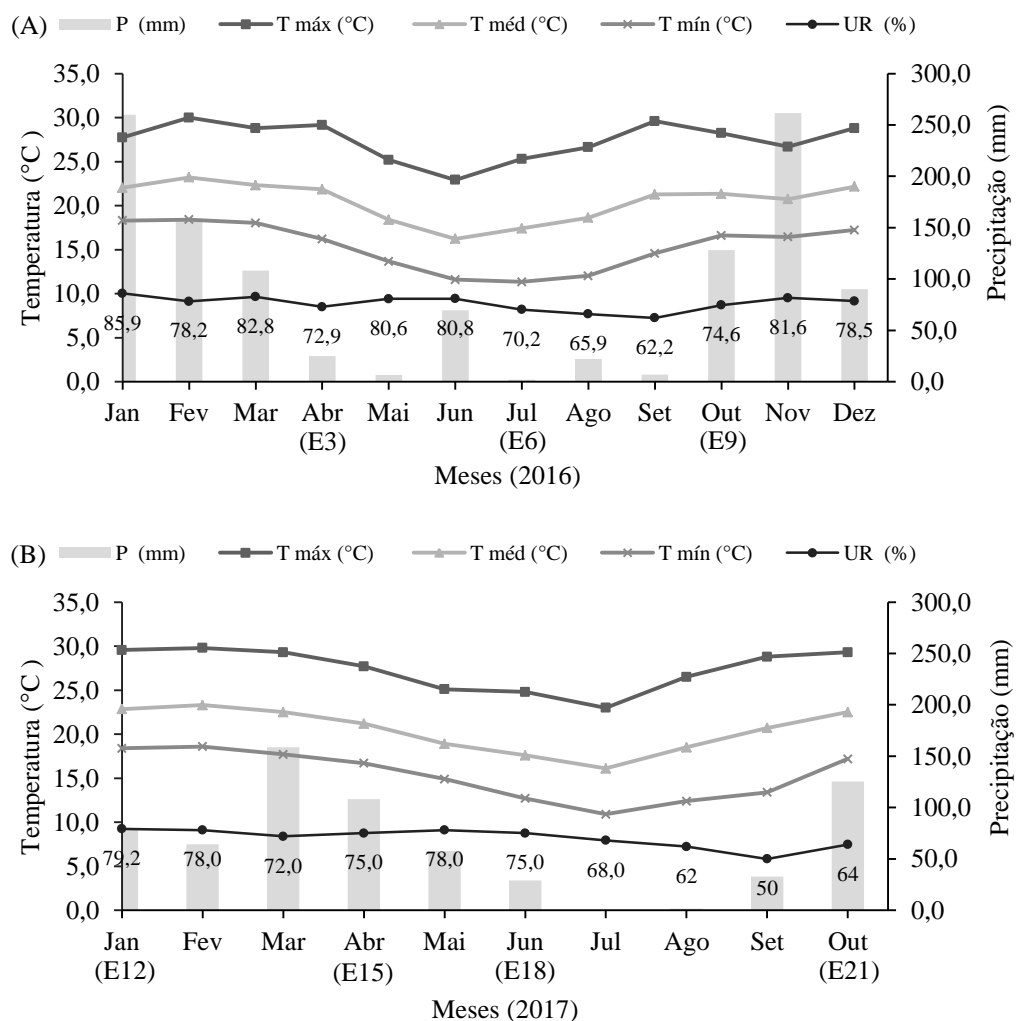 (A) P (mm) T máx (°C) T méd (°C) T mín (°C) UR (%)
35,0 300,0
30,0 250,0
25,0 200,0
20,0
15,0 150,0
10,0 100,0
5,0 50,0
0,0 0,0
Temperatura (°C)
Precipitação (mm)
85,9 78,2 82,8 72,9 80,6 80,8 70,2 65,9 62,2 74,6 81,6 78,5
Jan Fev Mar Abr Mai Jun Jul Ago Set Out Nov Dez
(E3) (E6) (E9)
Meses (2016)
(B) P (mm) T máx (°C) T méd (°C) T mín (°C) UR (%)
35,0 300,0
30,0 250,0
25,0 200,0
20,0
15,0 150,0
10,0 100,0
5,0 50,0
0,0 0,0
Temperatura (°C)
Precipitação (mm)
79,2 78,0 72,0 75,0 78,0 75,0 68,0 62 50 64
Jan Fev Mar Abr Mai Jun Jul Ago Set Out
(E12) (E15) (E18) (E21)
Meses (2017)